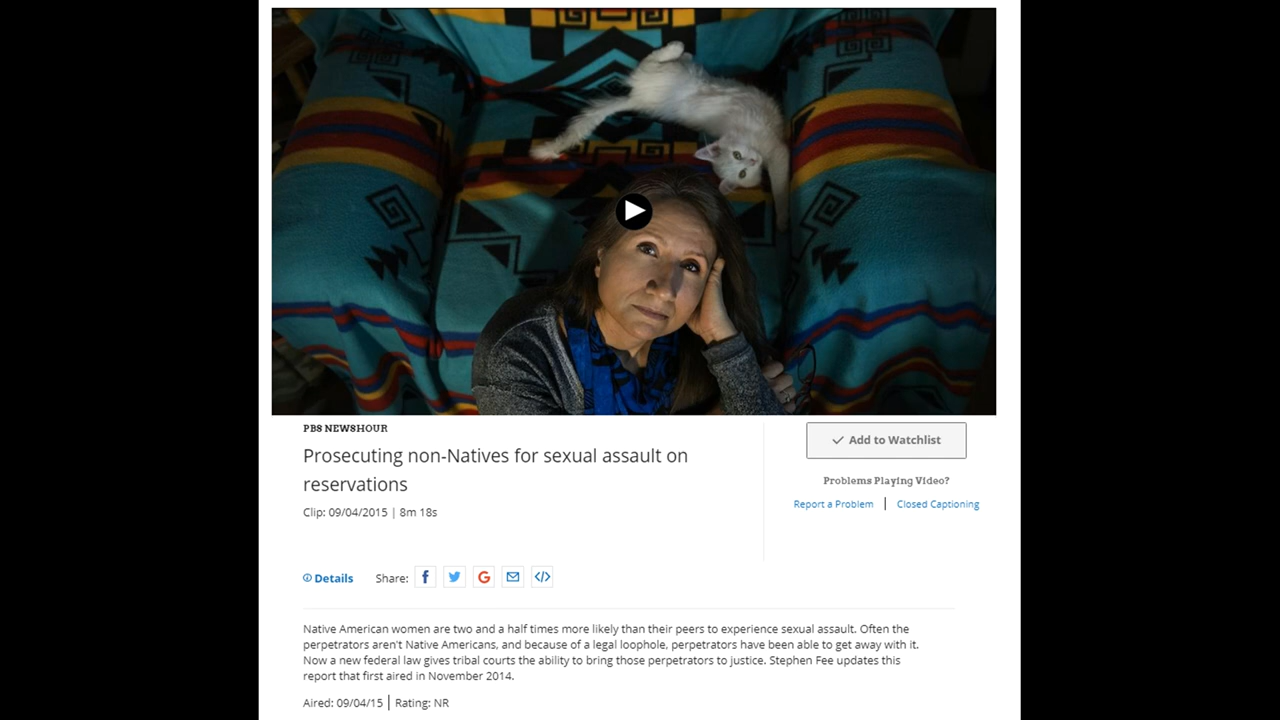 PBS NEWSHOUR
Prosecuting non-Natives for sexual assault on
reservations
Clip: 09/04/2015 | 8m 18s
Add to Watchlist
Problems Playing Video?
Report a Problem | Closed Captioning
Details Share:
Native American women are two and a half times more likely than their peers to experience sexual assault. Often the
perpetrators aren't Native Americans, and because of a legal loophole, perpetrators have been able to get away with it.
Now a new federal law gives tribal courts the ability to bring those perpetrators to justice. Stephen Fee updates this
report that first aired in November 2014.
Aired: 09/04/15 | Rating: NR